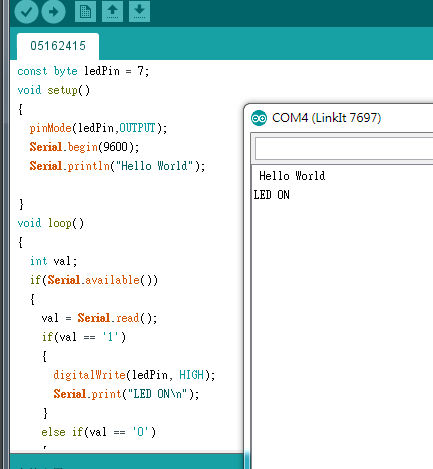 05162415
const byte ledPin = 7;
void setup()
{
pinMode(ledPin,OUTPUT);
Serial.begin(9600);
Serial.println("Hello World");
}
void loop()
{
int val;
if(Serial.available())
{
val = Serial.read();
if(val == '1')
{
digitalWrite(ledPin, HIGH);
Serial.print("LED ON\n");
}
else if(val == '0')
{
COM4 (LinkIt 7697)
Hello World
LED ON